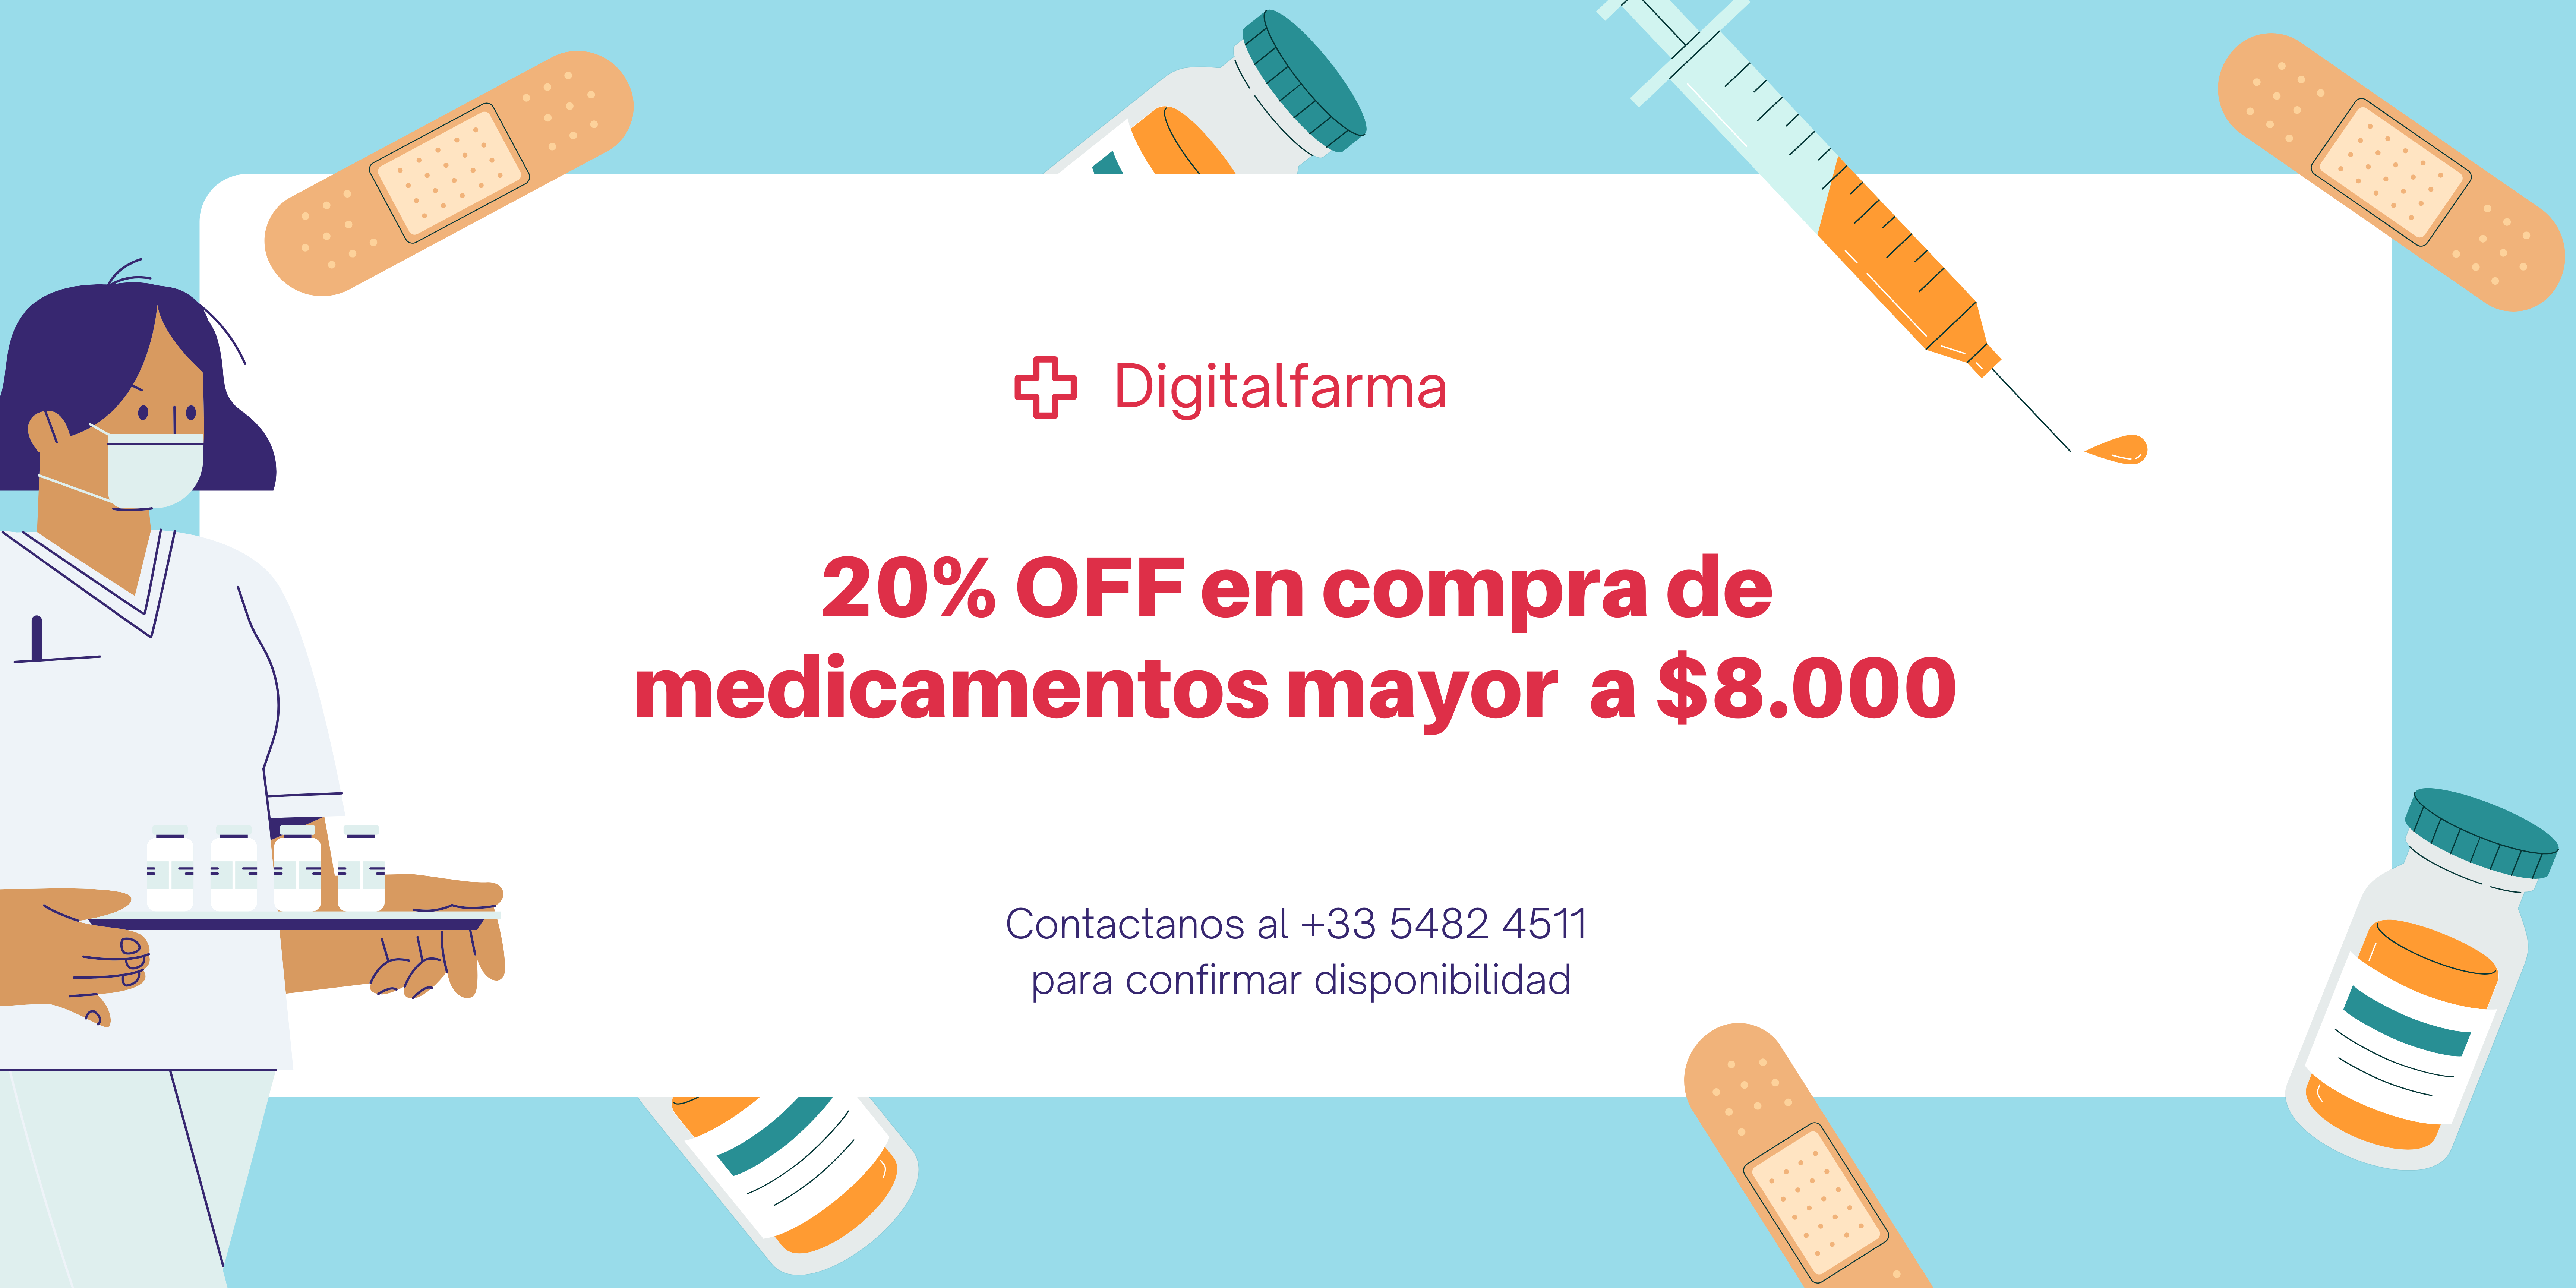 Digitalfarma
20% OFF en compra de
medicamentos mayor a $8.000
Contactanos al +33 5482 4511
para confirmar disponibilidad